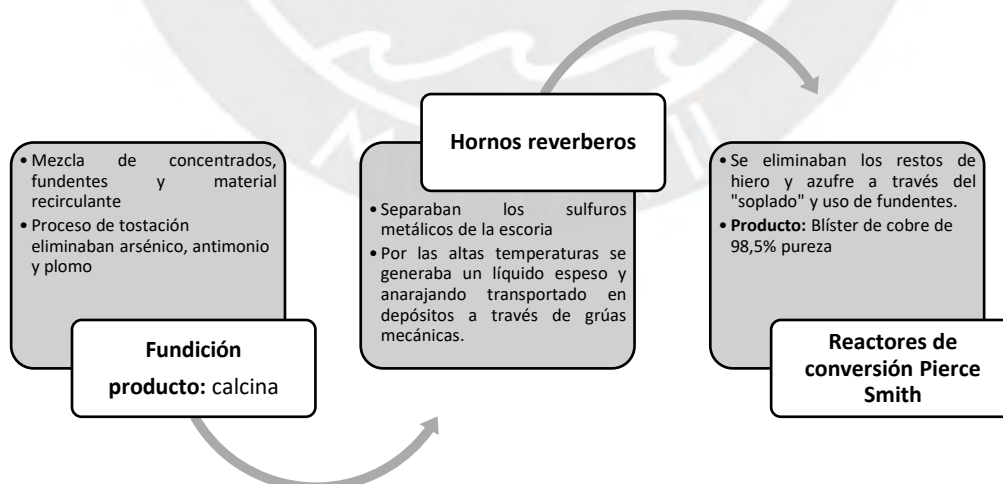 • Mezcla de concentrados,
fundentes y material
recirculante
• Proceso de tostación
eliminaban arsénico, antimonio
y plomo
Fundición
producto: calcina
Hornos reverberos
• Separaban los sulfuros
metálicos de la escoria
• Por las altas temperaturas se
generaba un líquido espeso y
anarajando transportado en
depósitos a través de grúas
mecánicas.
• Se eliminaban los restos de
hiero y azufre a través del
"soplado" y uso de fundentes.
• Producto: Blíster de cobre de
98,5% pureza
Reactores de
conversión Pierce
Smith